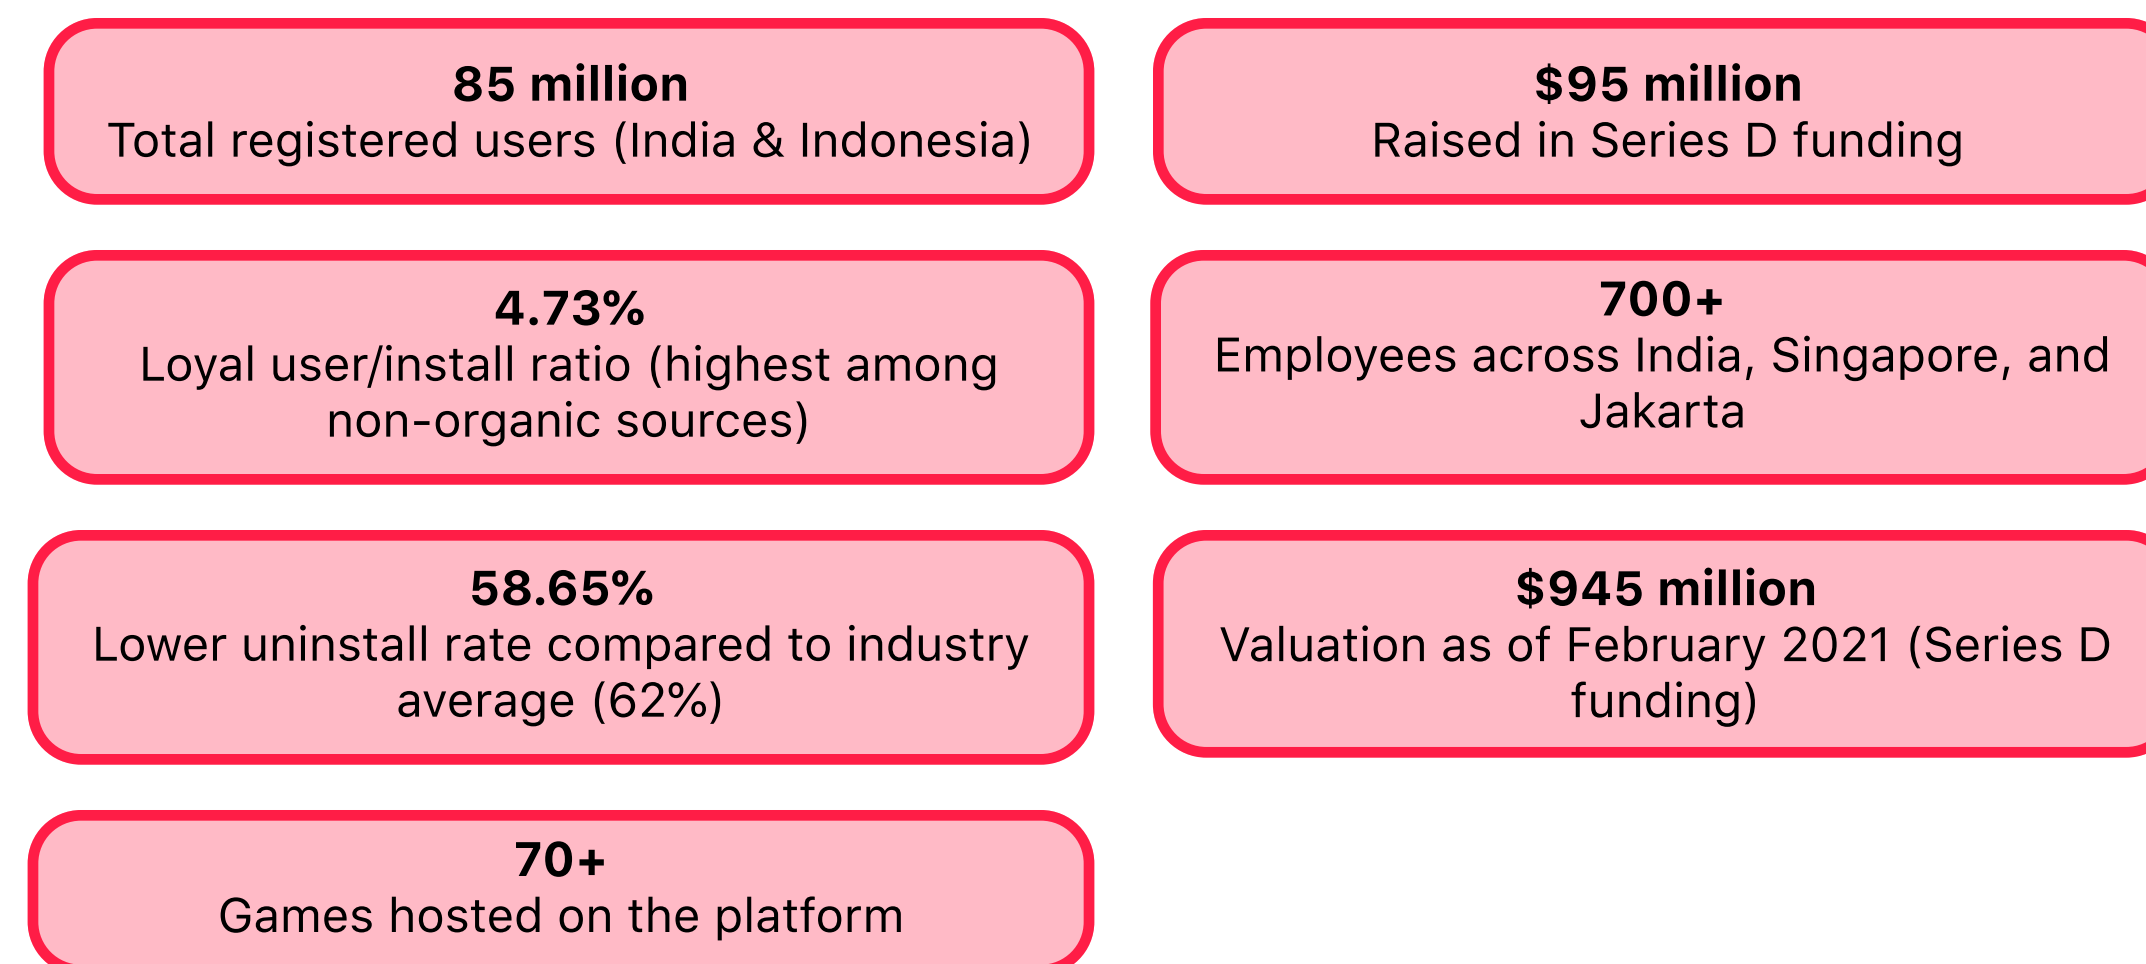 85 million
Total registered users (India & Indonesia)
$95 million
Raised in Series D funding
4.73%
Loyal user/install ratio (highest among
non-organic sources)
700+
Employees across India, Singapore, and
Jakarta
58.65%
Lower uninstall rate compared to industry
average (62%)
$945 million
Valuation as of February 2021 (Series D
funding)
70+
Games hosted on the platform